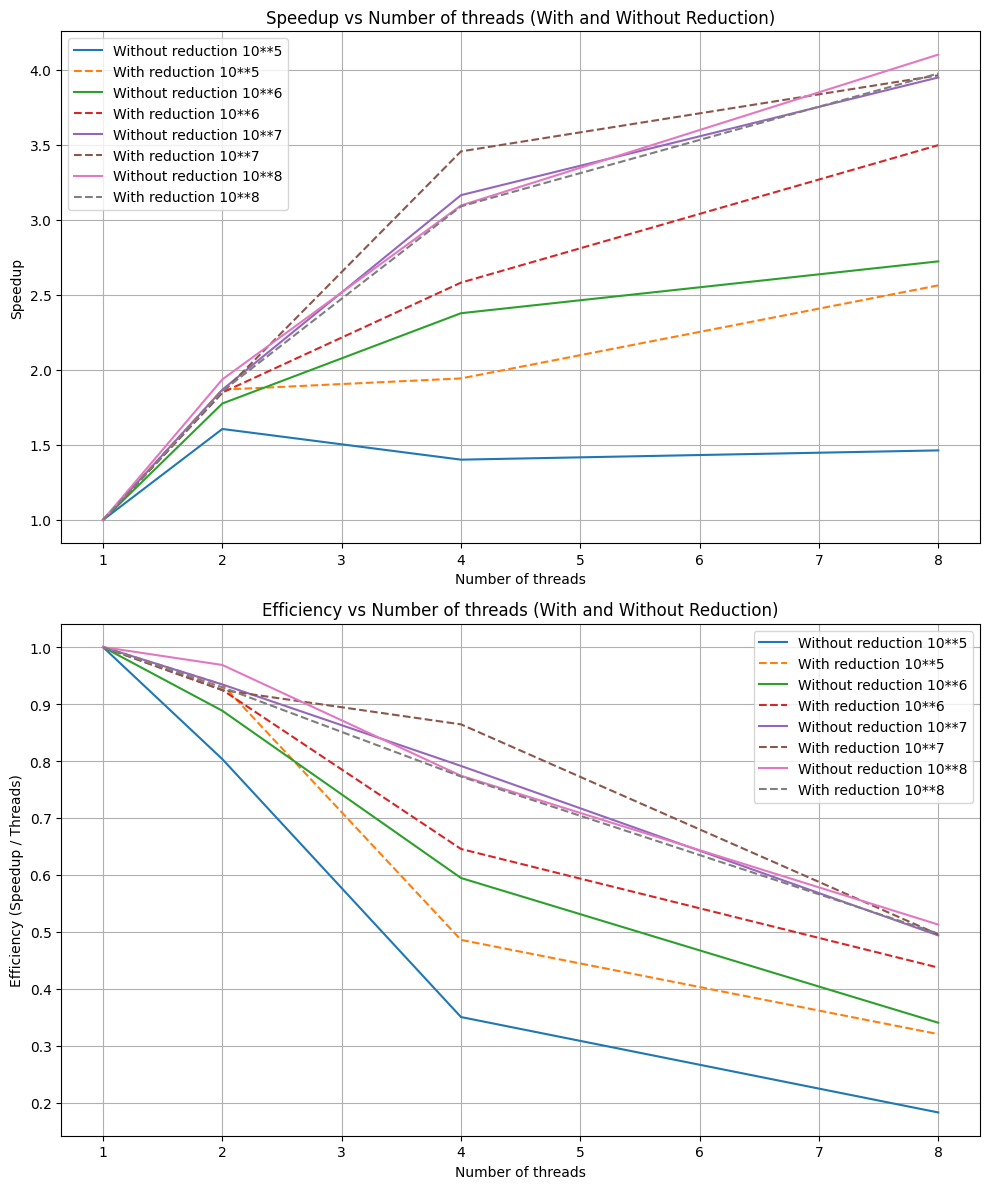 Speedup vs Number of threads (With and Without Reduction)
Without reduction 10**5
With reduction 10**5
Without reduction 10**6
With reduction 10**6
Without reduction 10**7
With reduction 10**7
Without reduction 10**8
With reduction 10**8
4.0
3.5
3.0
2.5
2.0
1.5
1.0
Speedup
1 2 3 4 5 6 7 8
Number of threads
Efficiency vs Number of threads (With and Without Reduction)
Without reduction 10**5
With reduction 10**5
Without reduction 10**6
With reduction 10**6
Without reduction 10**7
With reduction 10**7
Without reduction 10**8
With reduction 10**8
1.0
0.9
0.8
0.7
0.6
0.5
0.4
0.3
0.2
Efficiency (Speedup / Threads)
1 2 3 4 5 6 7 8
Number of threads